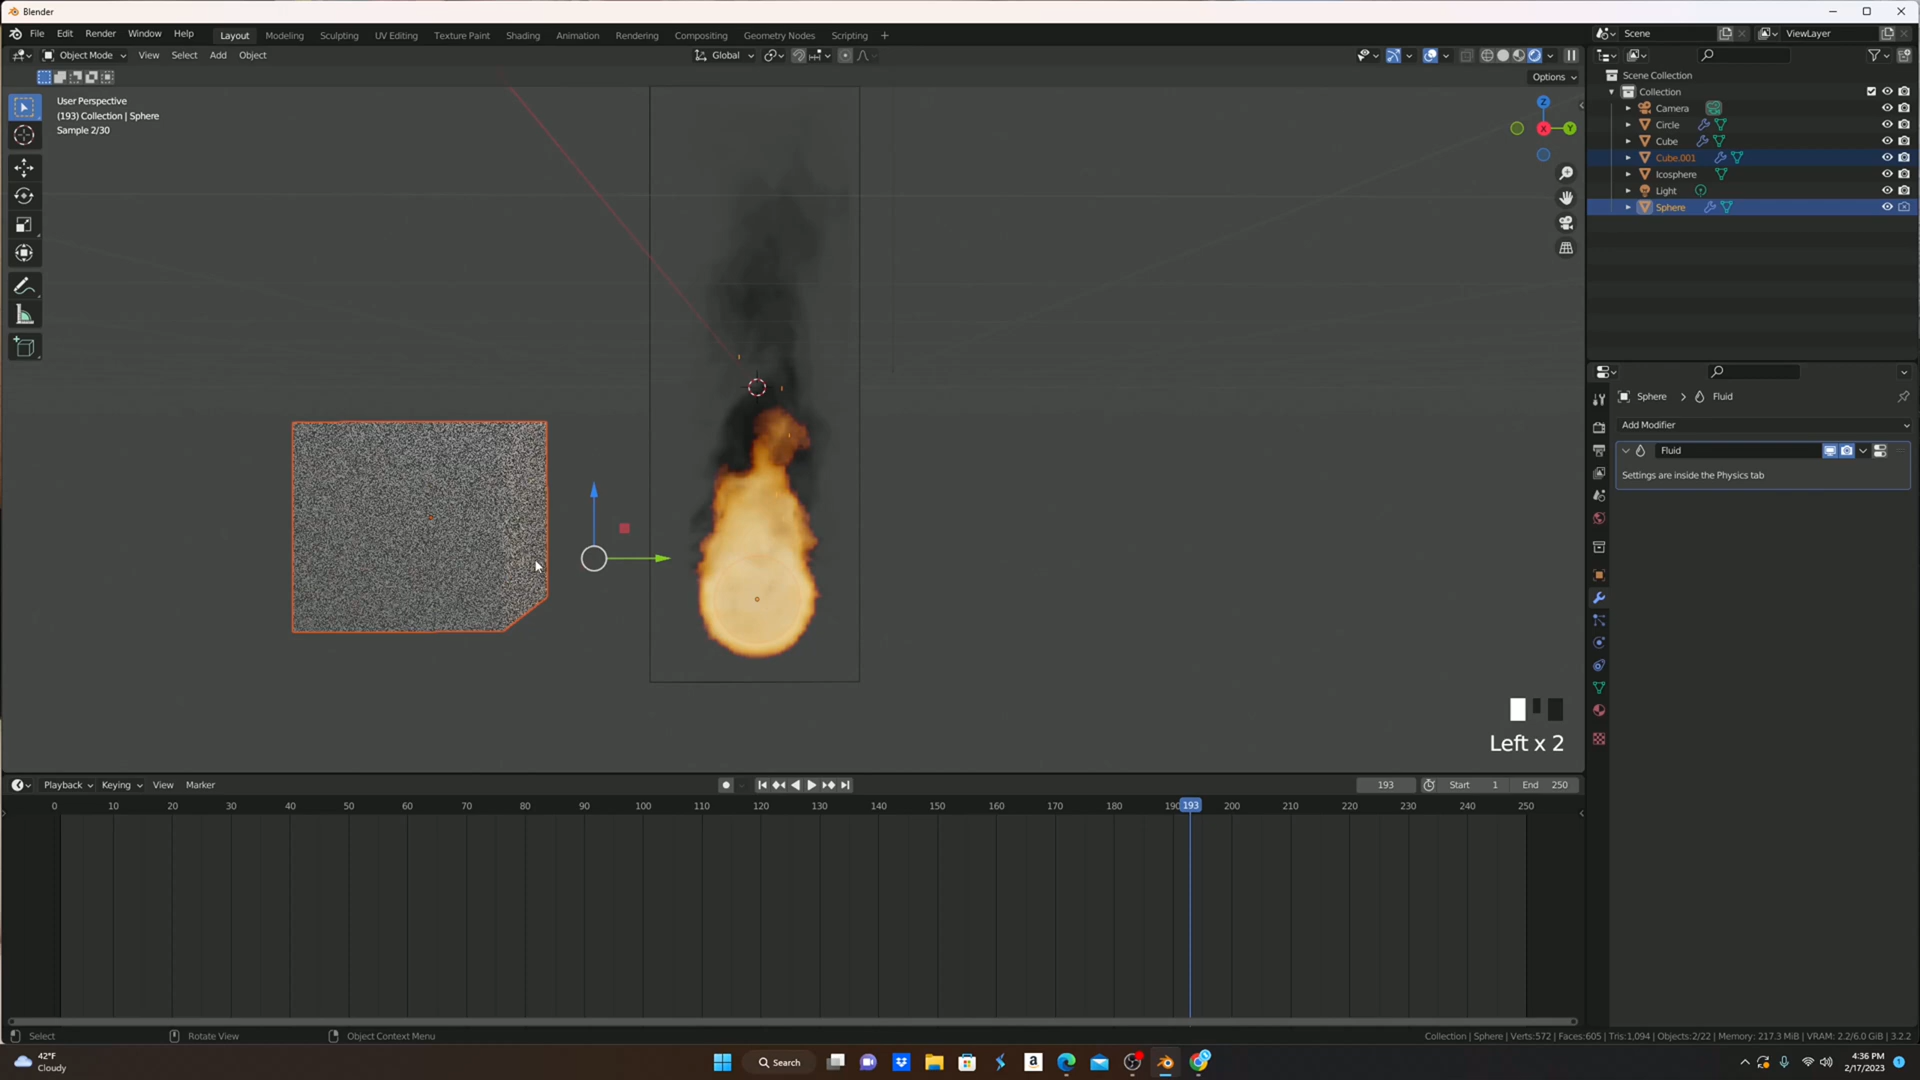 Blender
File Edit Render Window Help Layout Modeling Sculpting UV Editing Texture Paint Shading Animation Rendering Compositing Geometry Nodes Scripting +
Scene ViewLayer
Object Mode View Select Add Object Global
Options
User Perspective
(193) Collection | Sphere
Sample 2/30
Z
X
Y
Scene Collection
Collection
Camera
Circle
Cube
Cube.001
Icosphere
Light
Sphere
Sphere > Fluid
Add Modifier
Fluid
Settings are inside the Physics tab
Left x 2
Playback Keying View Marker 193 Start 1 End 250
0 10 20 30 40 50 60 70 80 90 100 110 120 130 140 150 160 170 180 190 193 200 210 220 230 240 250
Select Rotate View Object Context Menu Collection | Sphere | Verts:572 | Faces:605 | Tris:1,094 | Objects:2/22 | Memory: 217.3 MiB | VRAM: 2.2/6.0 GiB | 3.2.2
42°F
Cloudy
Search
4:36 PM
2/17/2023